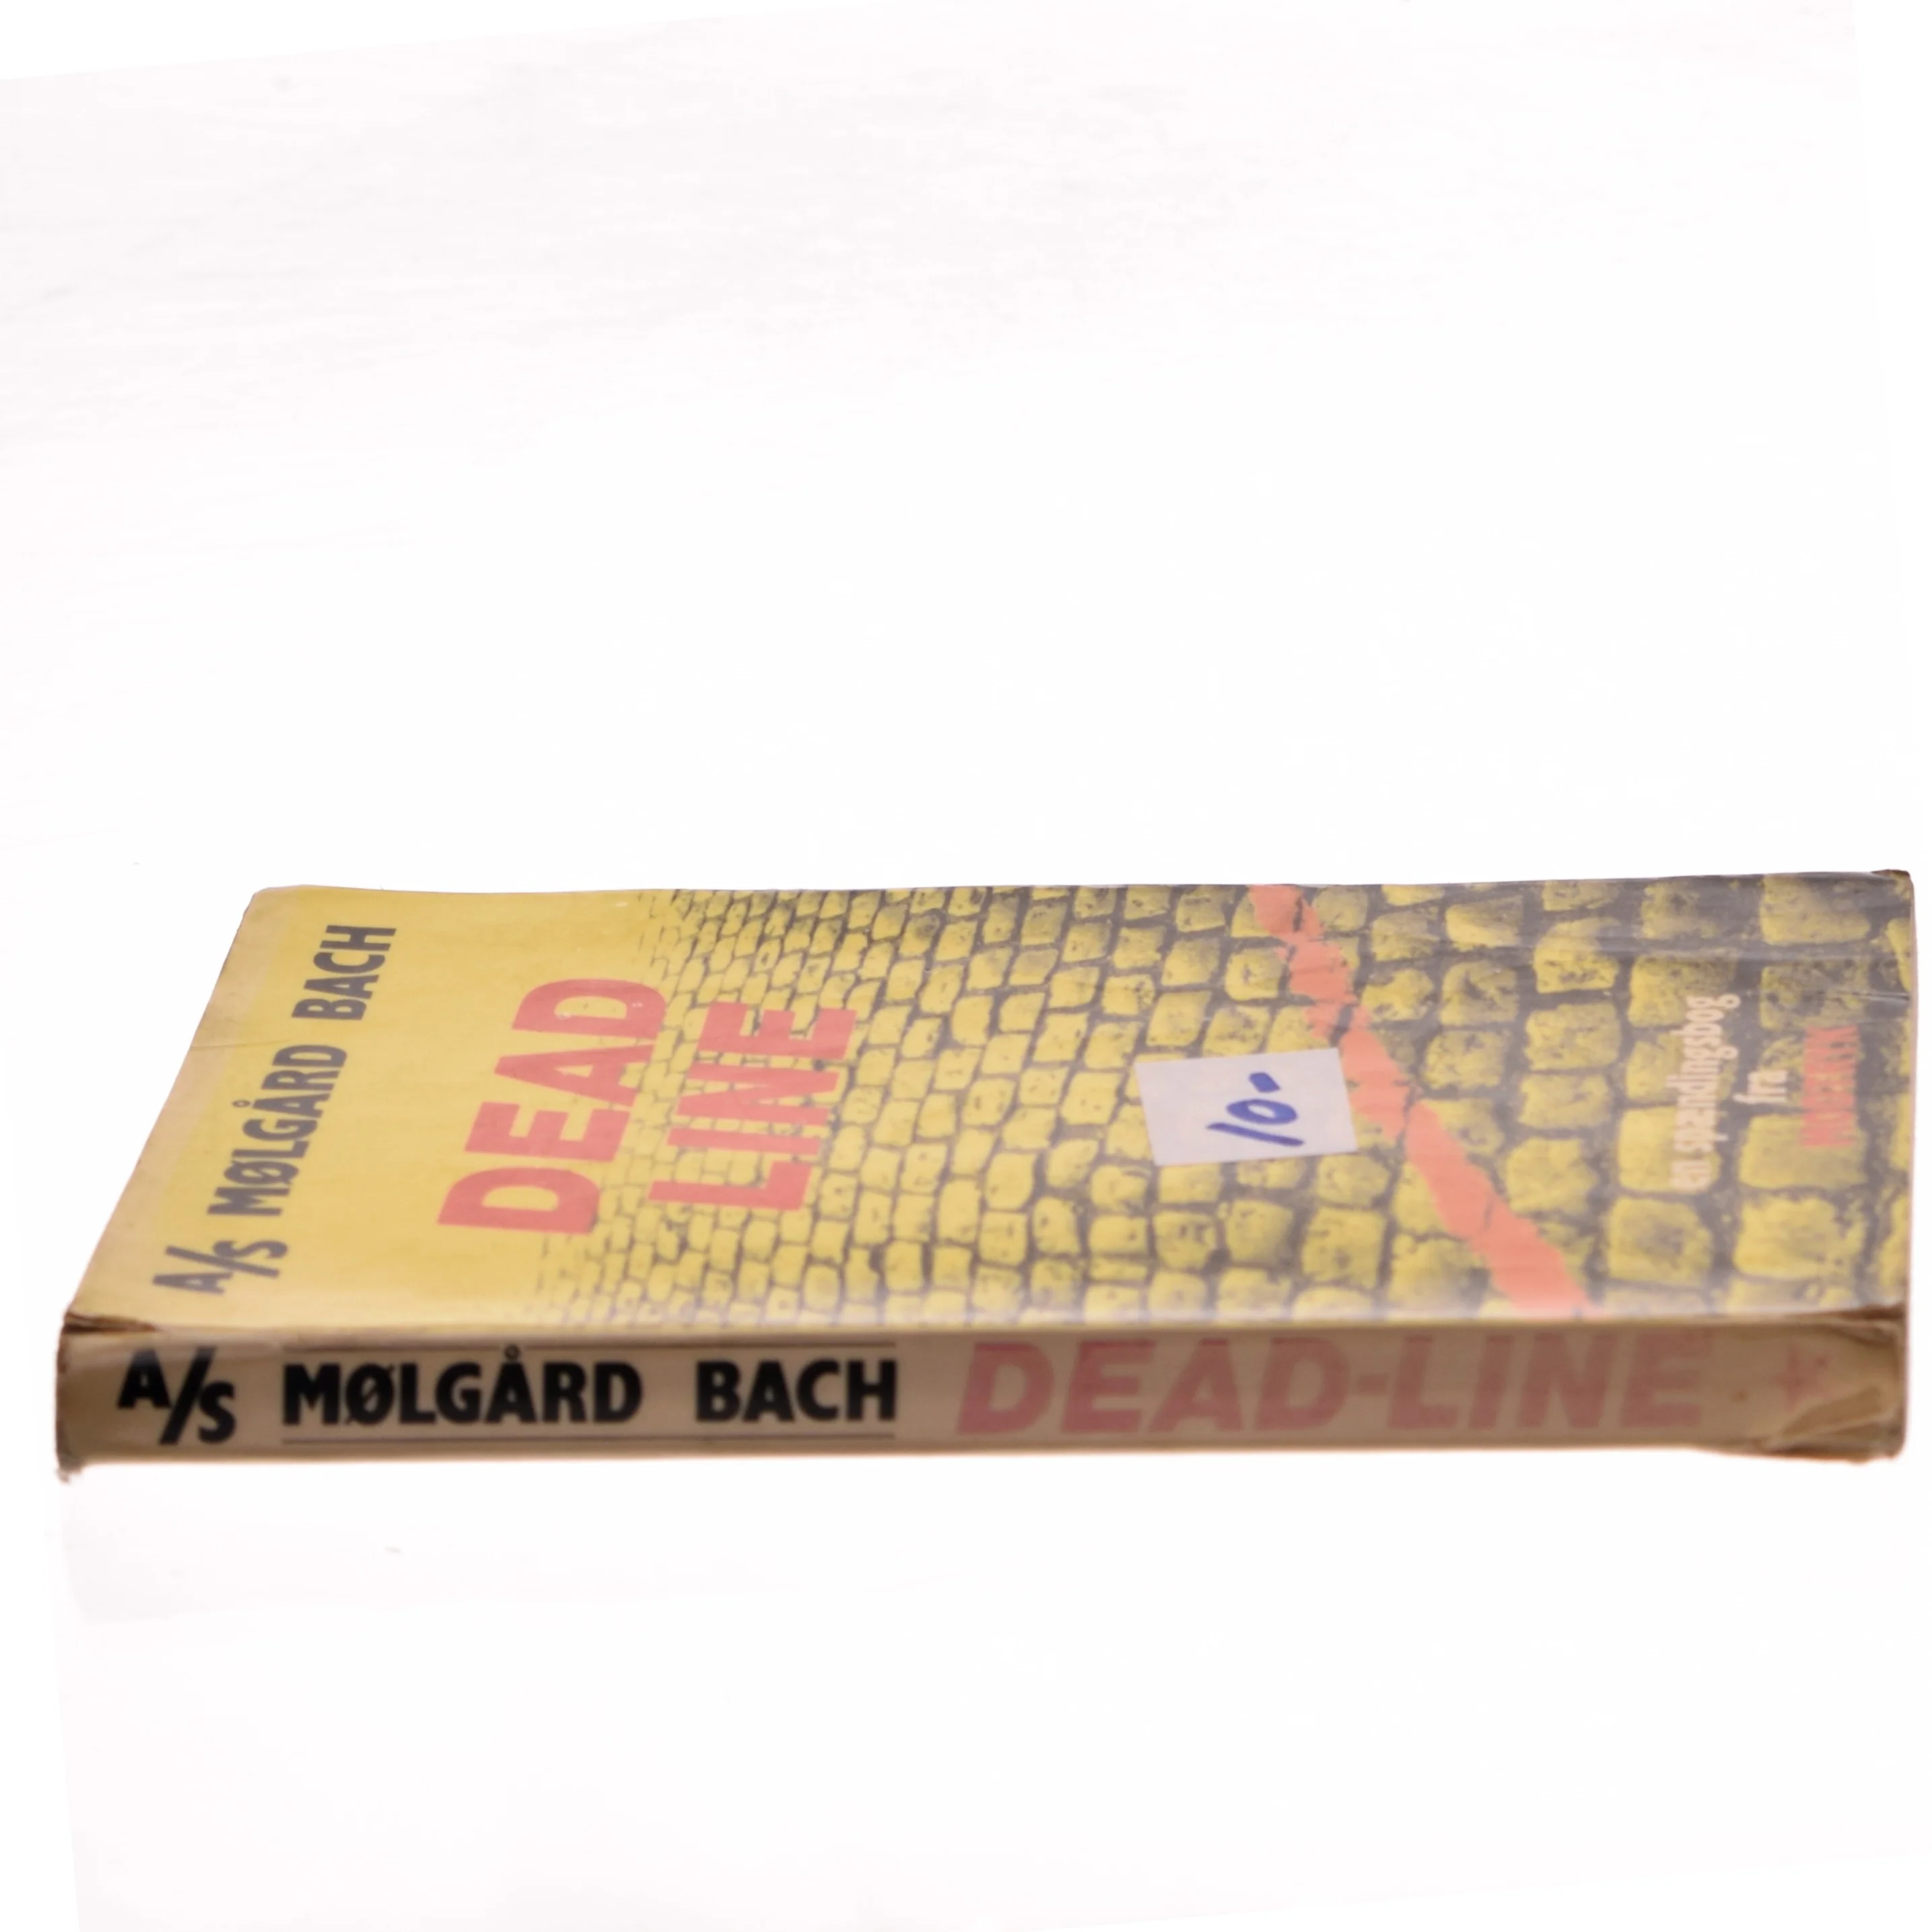 A/S MØLGÅRD BACH
DEAD
LINE
10-
en spændingsbog
fra
A/S MØLGÅRD BACH DEAD-LINE